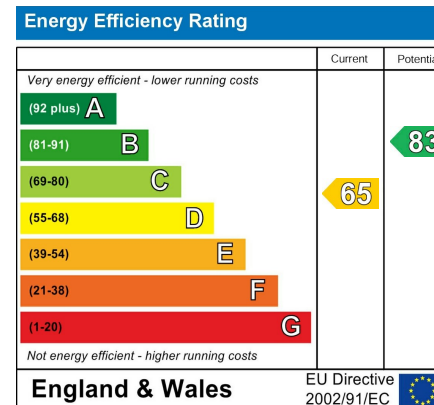 Energy Efficiency Rating
Current
Very energy efficient - lower running costs
(92 plus) A
(81-91) B
83
(69-80) C
65
(55-68) D
(39-54) E
(21-38) F
(1-20) G
Not energy efficient - higher running costs
England & Wales
EU Directive
2002/91/EC